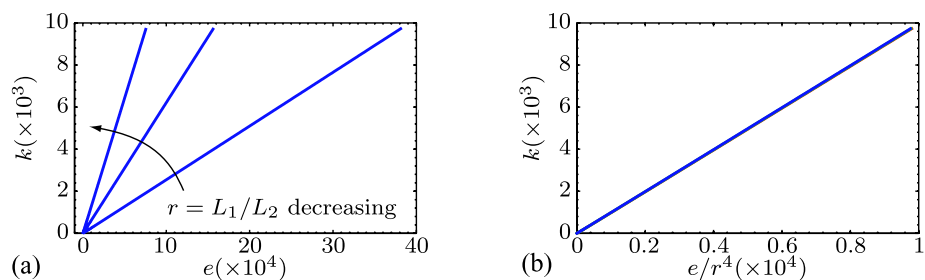 10
8
6
4
2
0
k(×10³)
r = L₁/L₂ decreasing
0 10 20 30 40
e(×10⁴)
(a)
10
8
6
4
2
0
k(×10³)
0 0.2 0.4 0.6 0.8 1
e/r⁴(×10⁴)
(b)